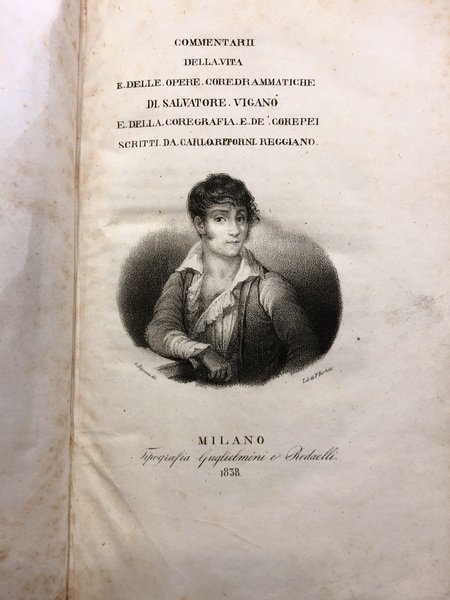 COMMENTARII
DELLA.VITA
E.DELLE.OPERE.COREDRAMMATICHE
DI.SALVATORE.VIGANO'
E.DELLA.COREGRAFIA.E.DE'.COREPEI
SCRITTI.DA.CARLO.RITORNI.REGGIANO.
MILANO
Tipografia Guglielmini e Redaelli.
1838.